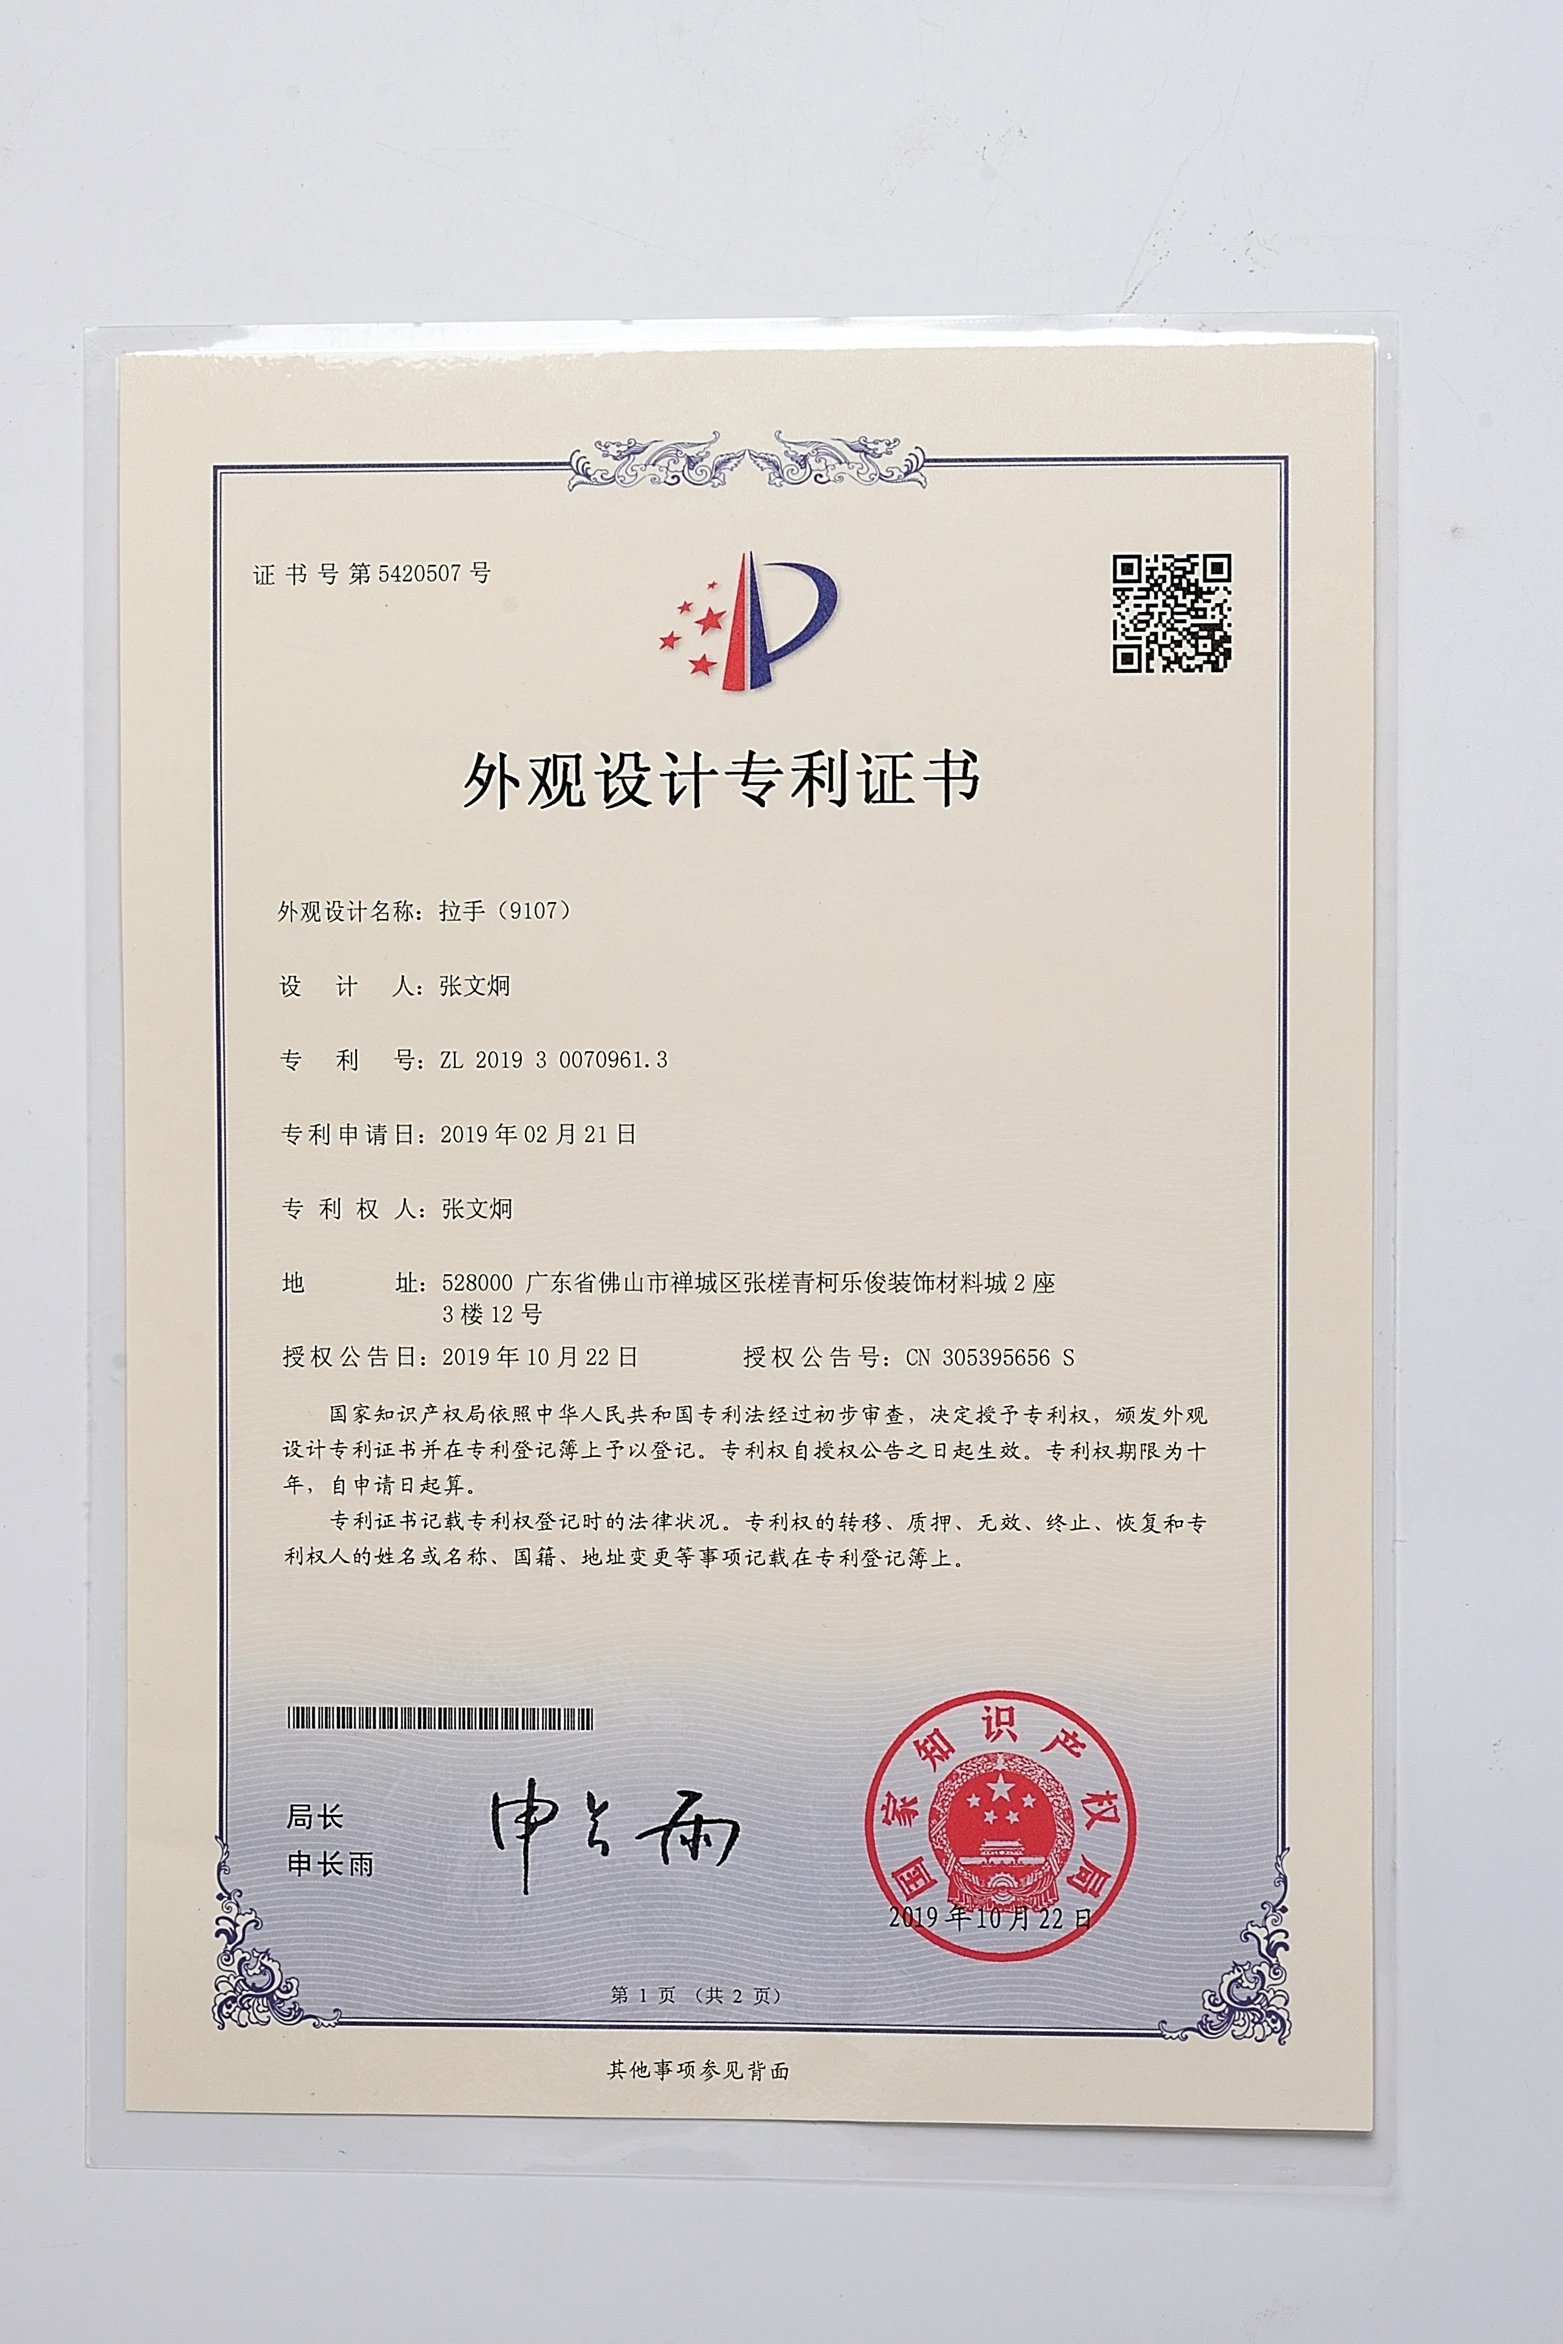 证书号第5420507号
外观设计专利证书
外观设计名称：拉手（9107）
设计人：张文炯
专利号：ZL 2019 3 0070961.3
专利申请日：2019年02月21日
专利权人：张文炯
地址：528000 广东省佛山市禅城区张槎青柯乐俊装饰材料城2座
3楼12号
授权公告日：2019年10月22日 授权公告号：CN 305395656 S
国家知识产权局依照中华人民共和国专利法经过初步审查，决定授予专利权，颁发外观
设计专利证书并在专利登记簿上予以登记。专利权自授权公告之日起生效。专利权期限为十
年，自申请日起算。
专利证书记载专利权登记时的法律状况。专利权的转移、质押、无效、终止、恢复和专
利权人的姓名或名称、国籍、地址变更等事项记载在专利登记簿上。
局长
申长雨
申长雨
国家知识产权局
2019年10月22日
第1页（共2页）
其他事项参见背面